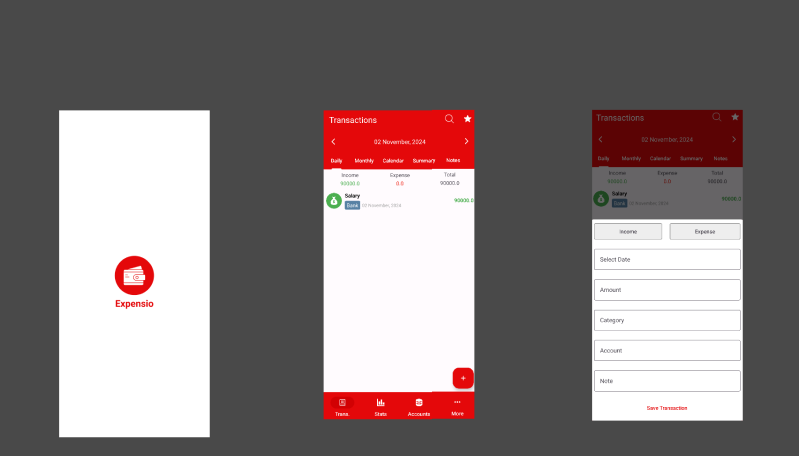 Expensio
Transactions
02 November, 2024
Daily Monthly Calendar Summary Notes
Income Expense Total
90000.0 0.0 90000.0
Salary
Bank 02 November, 2024
90000.0
+
Trans. Stats Accounts More
Transactions
02 November, 2024
Daily Monthly Calendar Summary Notes
Income Expense Total
90000.0 0.0 90000.0
Salary
Bank 02 November, 2024
90000.0
Income Expense
Select Date
Amount
Category
Account
Note
Save Transaction